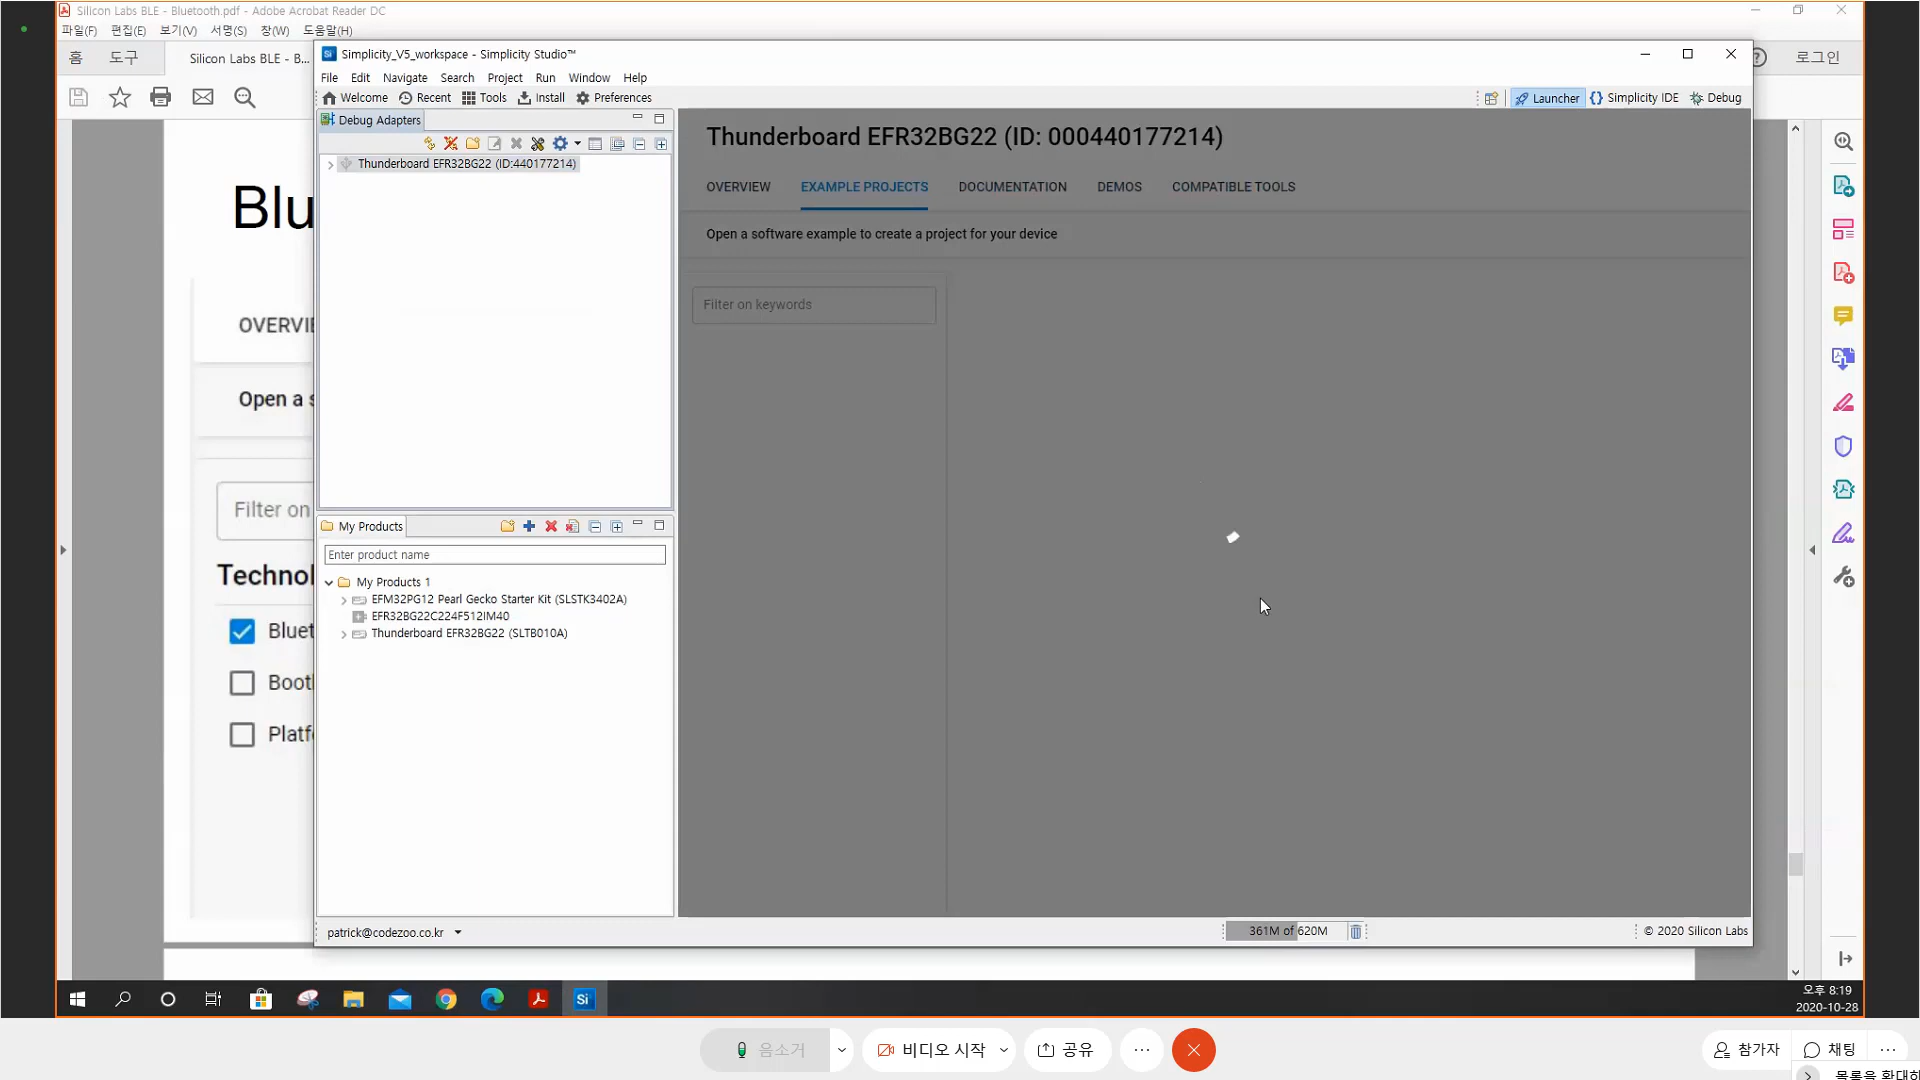 Silicon Labs BLE - Bluetooth.pdf - Adobe Acrobat Reader DC
파일(F) 편집(E) 보기(V) 서명(S) 창(W) 도움말(H)
홈 도구 Silicon Labs BLE - B...
로그인
Simplicity_V5_workspace - Simplicity Studio™
File Edit Navigate Search Project Run Window Help
Welcome Recent Tools Install Preferences
Launcher Simplicity IDE Debug
Debug Adapters
Thunderboard EFR32BG22 (ID:440177214)
Thunderboard EFR32BG22 (ID: 000440177214)
OVERVIEW EXAMPLE PROJECTS DOCUMENTATION DEMOS COMPATIBLE TOOLS
Open a software example to create a project for your device
Filter on keywords
Blu
OVERVIE
Open a s
Filter on
Technol
Bluet
Bootl
Platf
My Products
Enter product name
My Products 1
EFM32PG12 Pearl Gecko Starter Kit (SLSTK3402A)
EFR32BG22C224F512IM40
Thunderboard EFR32BG22 (SLTB010A)
patrick@codezoo.co.kr
361M of 620M
© 2020 Silicon Labs
Si
오후 8:19
2020-10-28
음소거 비디오 시작 공유
참가자 채팅